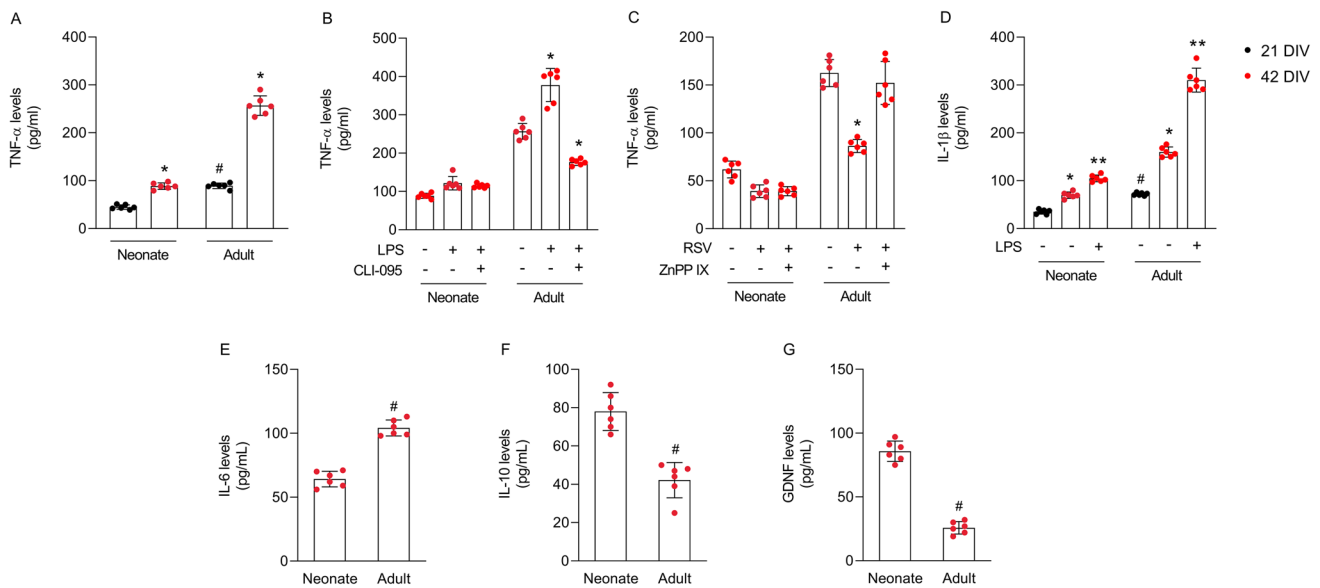 A
TNF-α levels
(pg/ml)
400
300
200
100
0
*
#
*
Neonate
Adult
B
TNF-α levels
(pg/ml)
500
400
300
200
100
0
*
*
LPS - + + - + +
CLI-095 - - + - - +
Neonate
Adult
C
TNF-α levels
(pg/ml)
200
150
100
50
0
*
RSV - + + - + +
ZnPP IX - - + - - +
Neonate
Adult
D
IL-1β levels
(pg/ml)
400
300
200
100
0
*
**
#
*
**
LPS - - + - - +
Neonate
Adult
21 DIV
42 DIV
E
IL-6 levels
(pg/mL)
150
100
50
0
#
Neonate Adult
F
IL-10 levels
(pg/mL)
100
80
60
40
20
0
#
Neonate Adult
G
GDNF levels
(pg/mL)
150
100
50
0
#
Neonate Adult